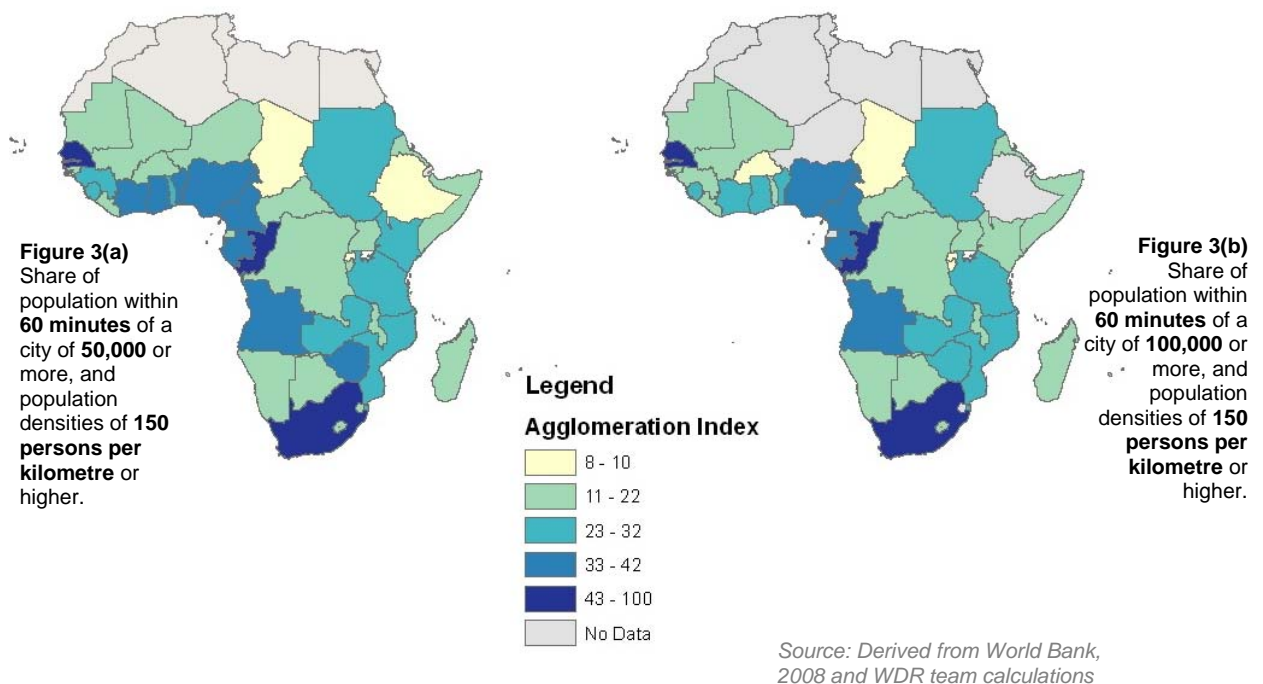 Figure 3(a)
Share of
population within
60 minutes of a
city of 50,000 or
more, and
population
densities of 150
persons per
kilometre or
higher.
Legend
Agglomeration Index
8 - 10
11 - 22
23 - 32
33 - 42
43 - 100
No Data
Figure 3(b)
Share of
population within
60 minutes of a
city of 100,000 or
more, and
population
densities of 150
persons per
kilometre or
higher.
Source: Derived from World Bank,
2008 and WDR team calculations